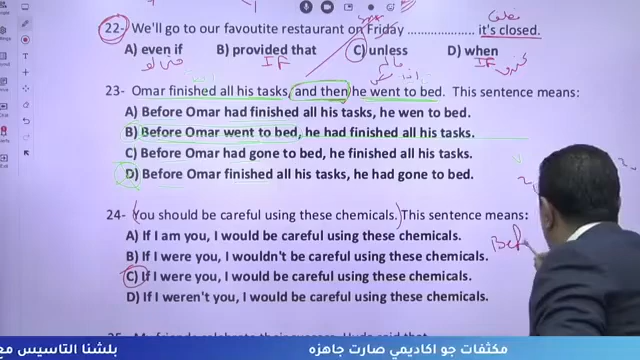 22- We'll go to our favoutite restaurant on Friday .................... it's closed.
A) even if B) provided that C) unless D) when
IF IF
23- Omar finished all his tasks, and then he went to bed. This sentence means:
A) Before Omar had finished all his tasks, he wen to bed.
B) Before Omar went to bed, he had finished all his tasks.
C) Before Omar had gone to bed, he finished all his tasks.
D) Before Omar finished all his tasks, he had gone to bed.
24- (You should be careful using these chemicals.) This sentence means:
A) If I am you, I would be careful using these chemicals.
B) If I were you, I wouldn't be careful using these chemicals.
C) If I were you, I would be careful using these chemicals.
D) If I weren't you, I would be careful using these chemicals.
Bef
مكثفات جو اكاديمي صارت جاهزه
بلشنا التاسيس مع